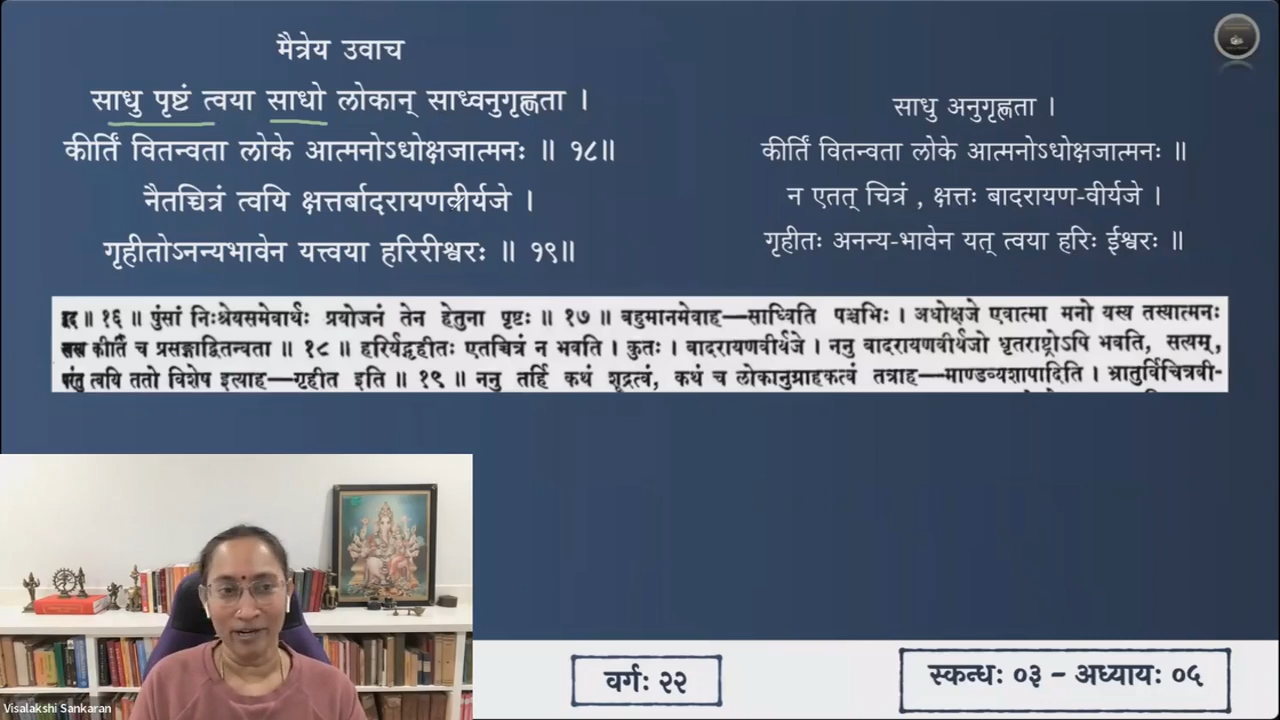 मैत्रेय उवाच
साधु पृष्टं त्वया साधो लोकान् साध्वनुगृह्णता ।
कीर्तिं वितन्वता लोके आत्मनोऽधोक्षजात्मनः ॥ १८॥
नैतच्चित्रं त्वयि क्षत्तर्बादरायणवीर्यजे ।
गृहीतोऽनन्यभावेन यत्त्वया हरिरीश्वरः ॥ १९॥
साधु अनुगृह्णता ।
कीर्तिं वितन्वता लोके आत्मनोऽधोक्षजात्मनः ॥
न एतत् चित्रं , क्षत्तः बादरायण-वीर्यजे ।
गृहीतः अनन्य-भावेन यत् त्वया हरिः ईश्वरः ॥
॥ १६ ॥ पुंसां निःश्रेयसमेवार्थः प्रयोजनं तेन हेतुना पृष्टः ॥ १७ ॥ बहुमानमेवाह—साध्विति पञ्चभिः । अधोक्षजे एवात्मा मनो यस्य तस्यात्मनः
कीर्तिं च प्रसङ्गाद्वितन्वता ॥ १८ ॥ हरिर्यद्गृहीतः एतच्चित्रं न भवति । कुतः । बादरायणवीर्यजे । ननु बादरायणवीर्यजो धृतराष्ट्रोऽपि भवति, सत्यम्,
त्वयि ततो विशेष इत्याह—गृहीत इति ॥ १९ ॥ ननु तर्हि कथं शूद्रत्वं, कथं च लोकानुग्राहकत्वं तत्राह—माण्डव्यशापादिति । भ्रातुर्विचित्रवी-
Visalakshi Sankaran
वर्गः २२
स्कन्धः ०३ – अध्यायः ०५